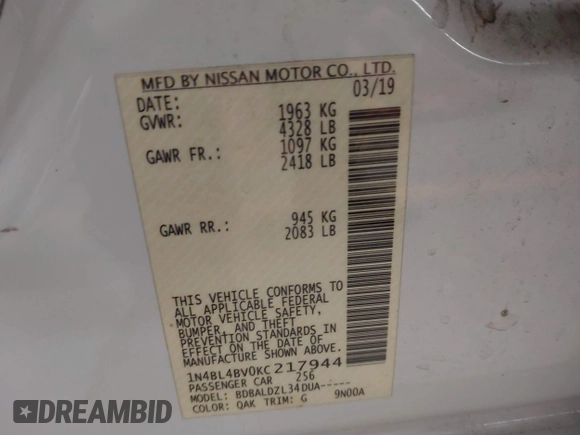 MFD BY NISSAN MOTOR CO., LTD.
DATE: 03/19
GVWR: 1963 KG
4328 LB
GAWR FR.: 1097 KG
2418 LB
GAWR RR.: 945 KG
2083 LB
THIS VEHICLE CONFORMS TO
ALL APPLICABLE FEDERAL
MOTOR VEHICLE SAFETY,
BUMPER, AND THEFT
PREVENTION STANDARDS IN
EFFECT ON THE DATE OF
MANUFACTURE SHOWN ABOVE.
1N4BL4BV0KC217944
PASSENGER CAR 256
MODEL: BDBALDZL34DUA-----
COLOR: QAK TRIM: G 9N00A
DREAMBID